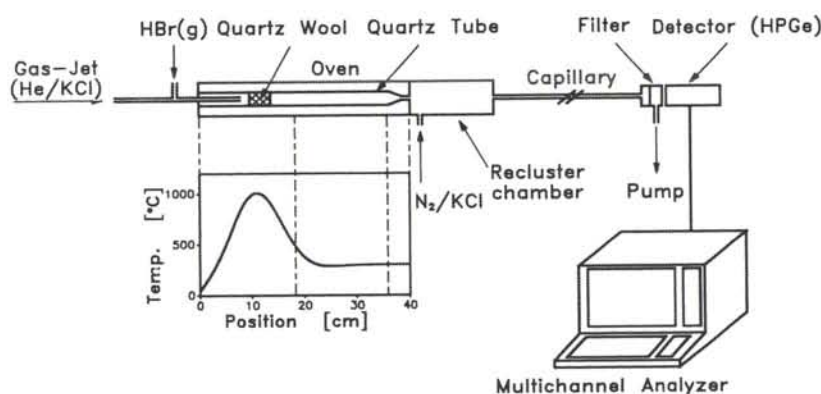 HBr(g) Quartz Wool Quartz Tube
Filter Detector (HPGe)
Gas-Jet
(He/KCl)
Oven
Capillary
Recluster
chamber
N₂/KCl
Pump
Temp. [°C]
1000
500
0
0 10 20 30 40
Position [cm]
Multichannel Analyzer